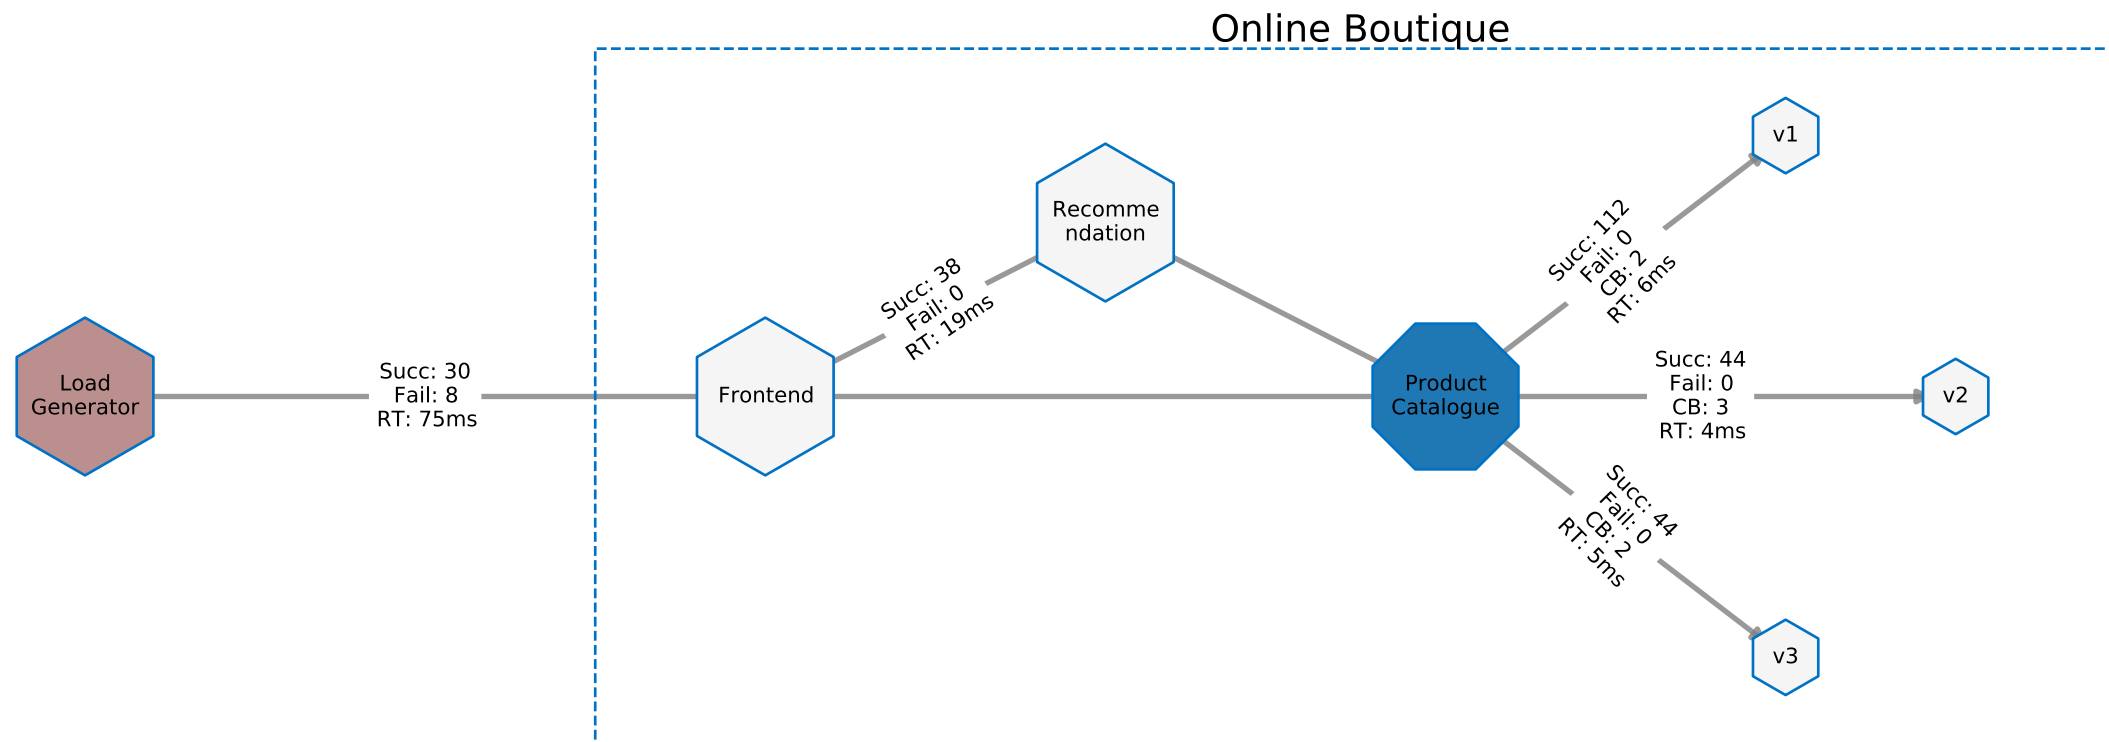 Online Boutique
Load
Generator
Succ: 30
Fail: 8
RT: 75ms
Frontend
Succ: 38
Fail: 0
RT: 19ms
Recomme
ndation
Product
Catalogue
Succ: 112
Fail: 0
CB: 2
RT: 6ms
v1
Succ: 44
Fail: 0
CB: 3
RT: 4ms
v2
Succ: 44
Fail: 0
CB: 2
RT: 5ms
v3